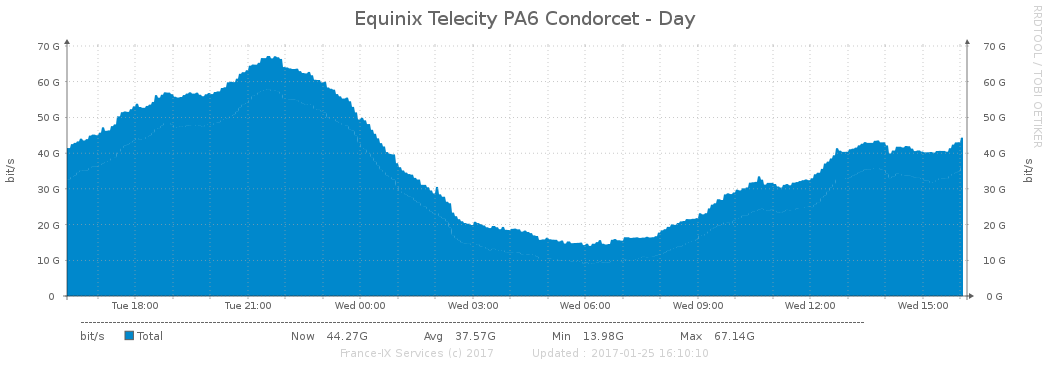 Equinix Telecity PA6 Condorcet - Day
RRDTOOL / TOBI OETIKER
bit/s
70 G 70 G
60 G 60 G
50 G 50 G
40 G 40 G
30 G 30 G
20 G 20 G
10 G 10 G
0 0 G
bit/s
Tue 18:00 Tue 21:00 Wed 00:00 Wed 03:00 Wed 06:00 Wed 09:00 Wed 12:00 Wed 15:00
bit/s Total Now 44.27G Avg 37.57G Min 13.98G Max 67.14G
France-IX Services (c) 2017 Updated : 2017-01-25 16:10:10